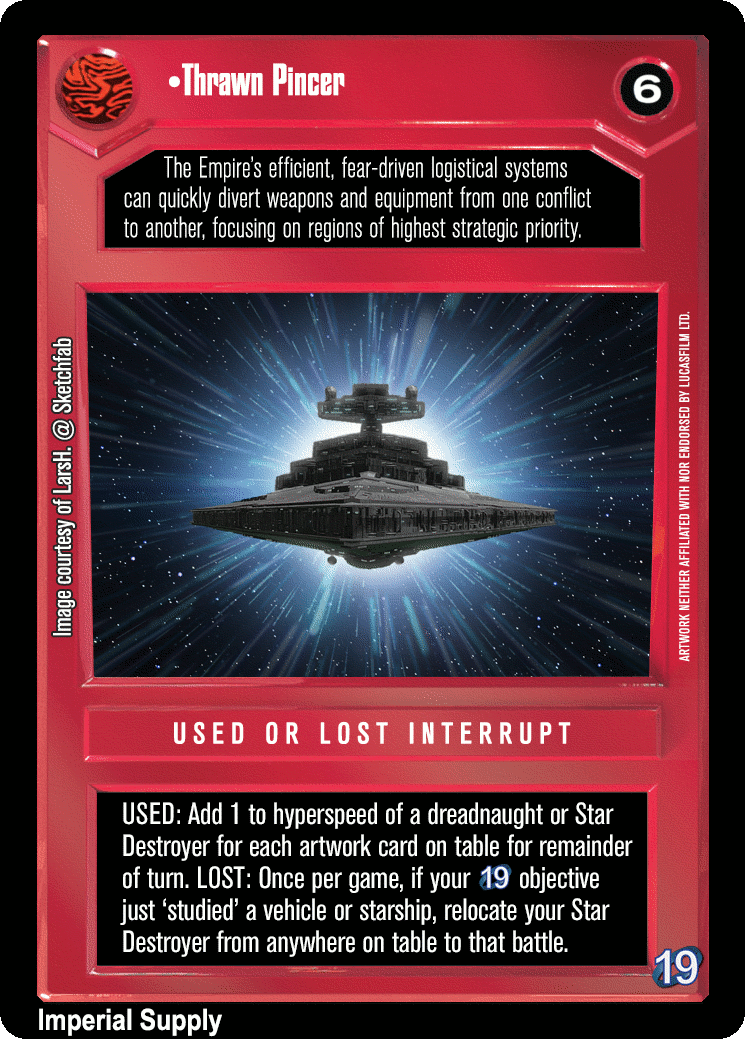 •Thrawn Pincer
6
The Empire's efficient, fear-driven logistical systems
can quickly divert weapons and equipment from one conflict
to another, focusing on regions of highest strategic priority.
Image courtesy of LarsH. @ Sketchfab
ARTWORK NEITHER AFFILIATED WITH NOR ENDORSED BY LUCASFILM LTD.
USED OR LOST INTERRUPT
USED: Add 1 to hyperspeed of a dreadnaught or Star
Destroyer for each artwork card on table for remainder
of turn. LOST: Once per game, if your 19 objective
just ‘studied’ a vehicle or starship, relocate your Star
Destroyer from anywhere on table to that battle.
19
Imperial Supply